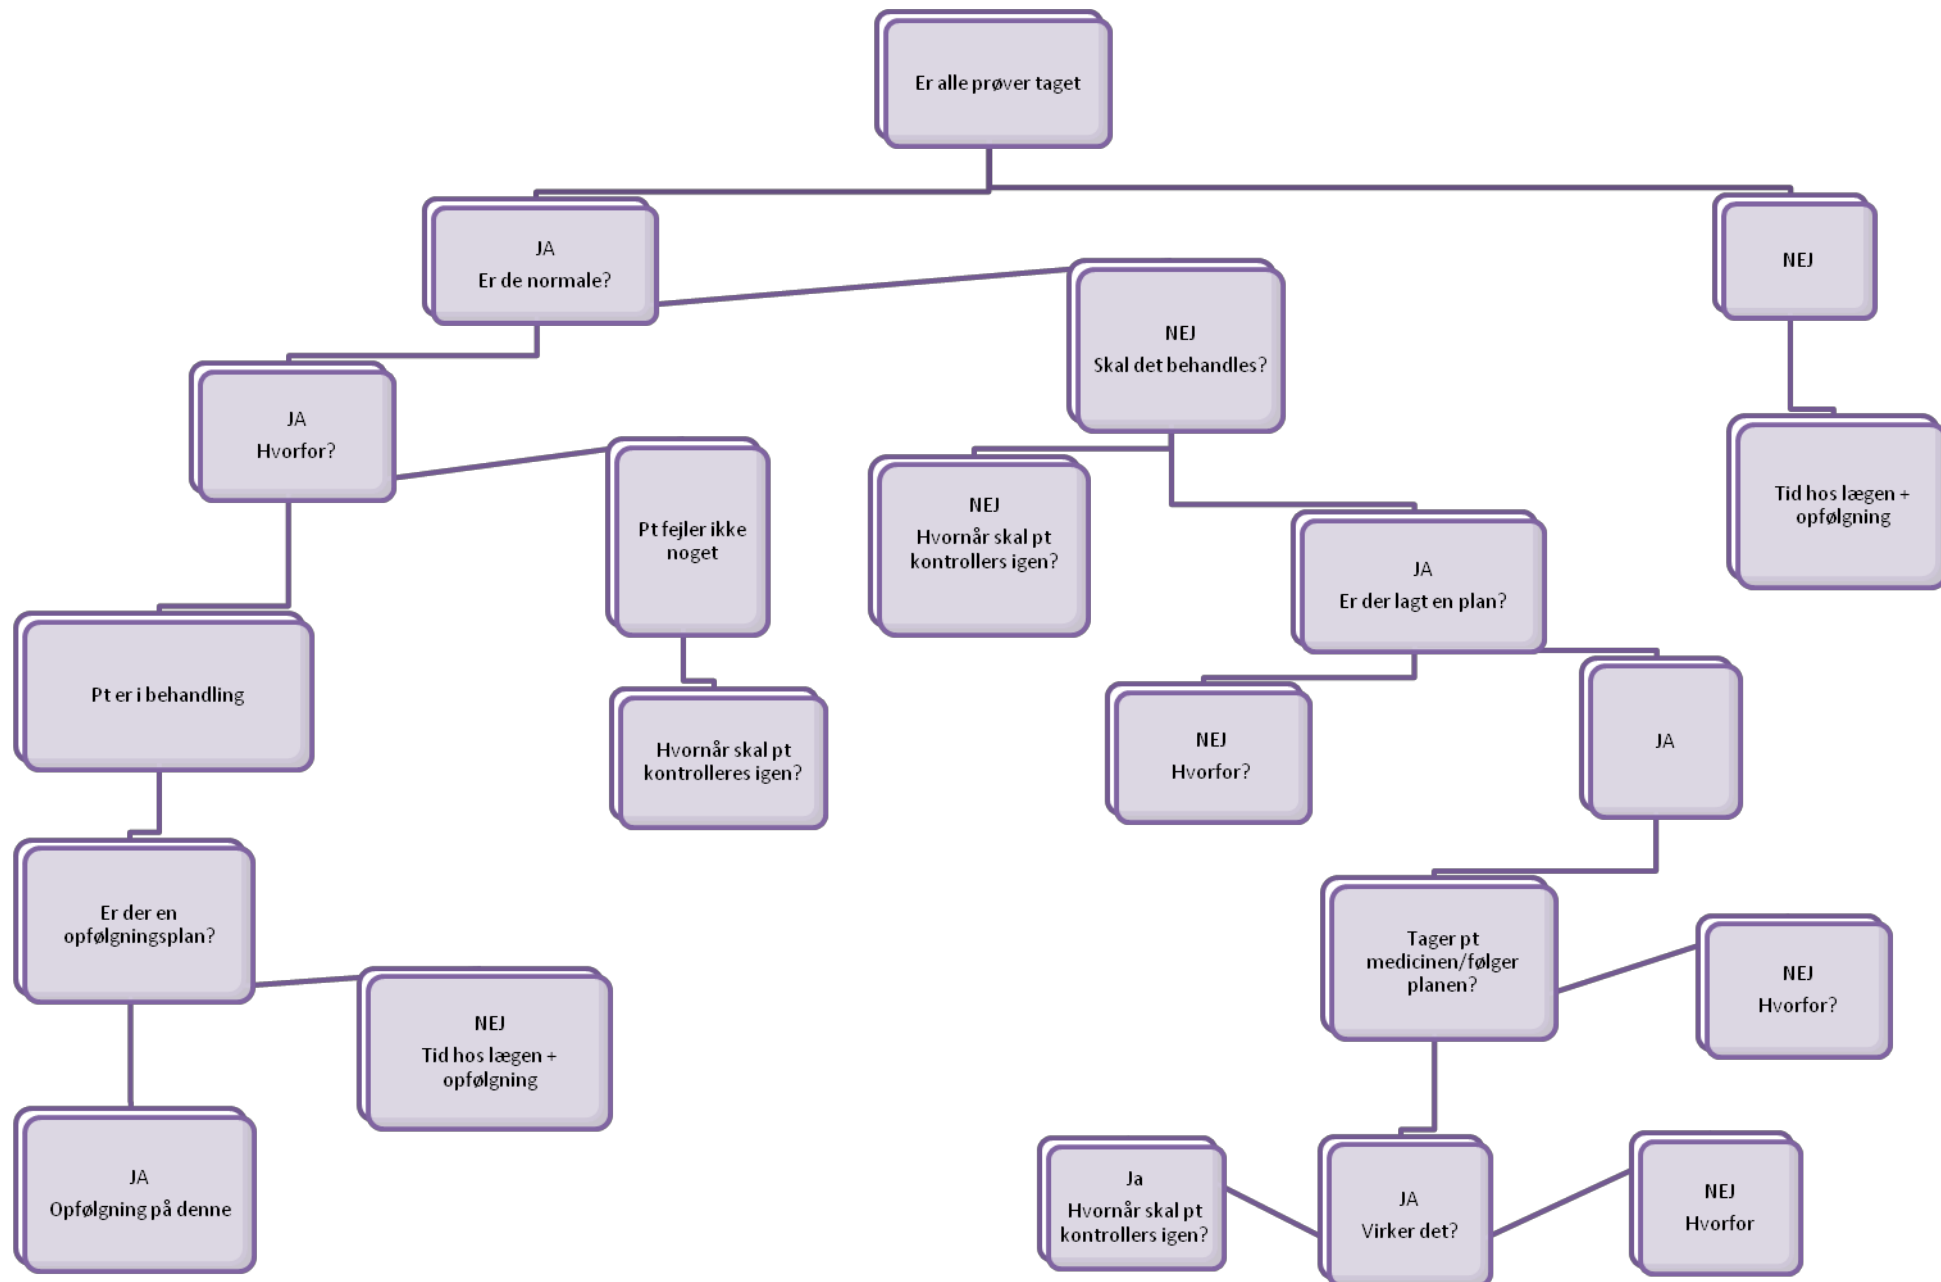 Er alle prøver taget
JA
Er de normale?
NEJ
NEJ
Skal det behandles?
JA
Hvorfor?
Pt fejler ikke
noget
NEJ
Hvornår skal pt
kontrollers igen?
JA
Er der lagt en plan?
Tid hos lægen +
opfølgning
Pt er i behandling
Hvornår skal pt
kontrolleres igen?
NEJ
Hvorfor?
JA
Er der en
opfølgningsplan?
NEJ
Tid hos lægen +
opfølgning
Tager pt
medicinen/følger
planen?
NEJ
Hvorfor?
JA
Opfølgning på denne
Ja
Hvornår skal pt
kontrollers igen?
JA
Virker det?
NEJ
Hvorfor